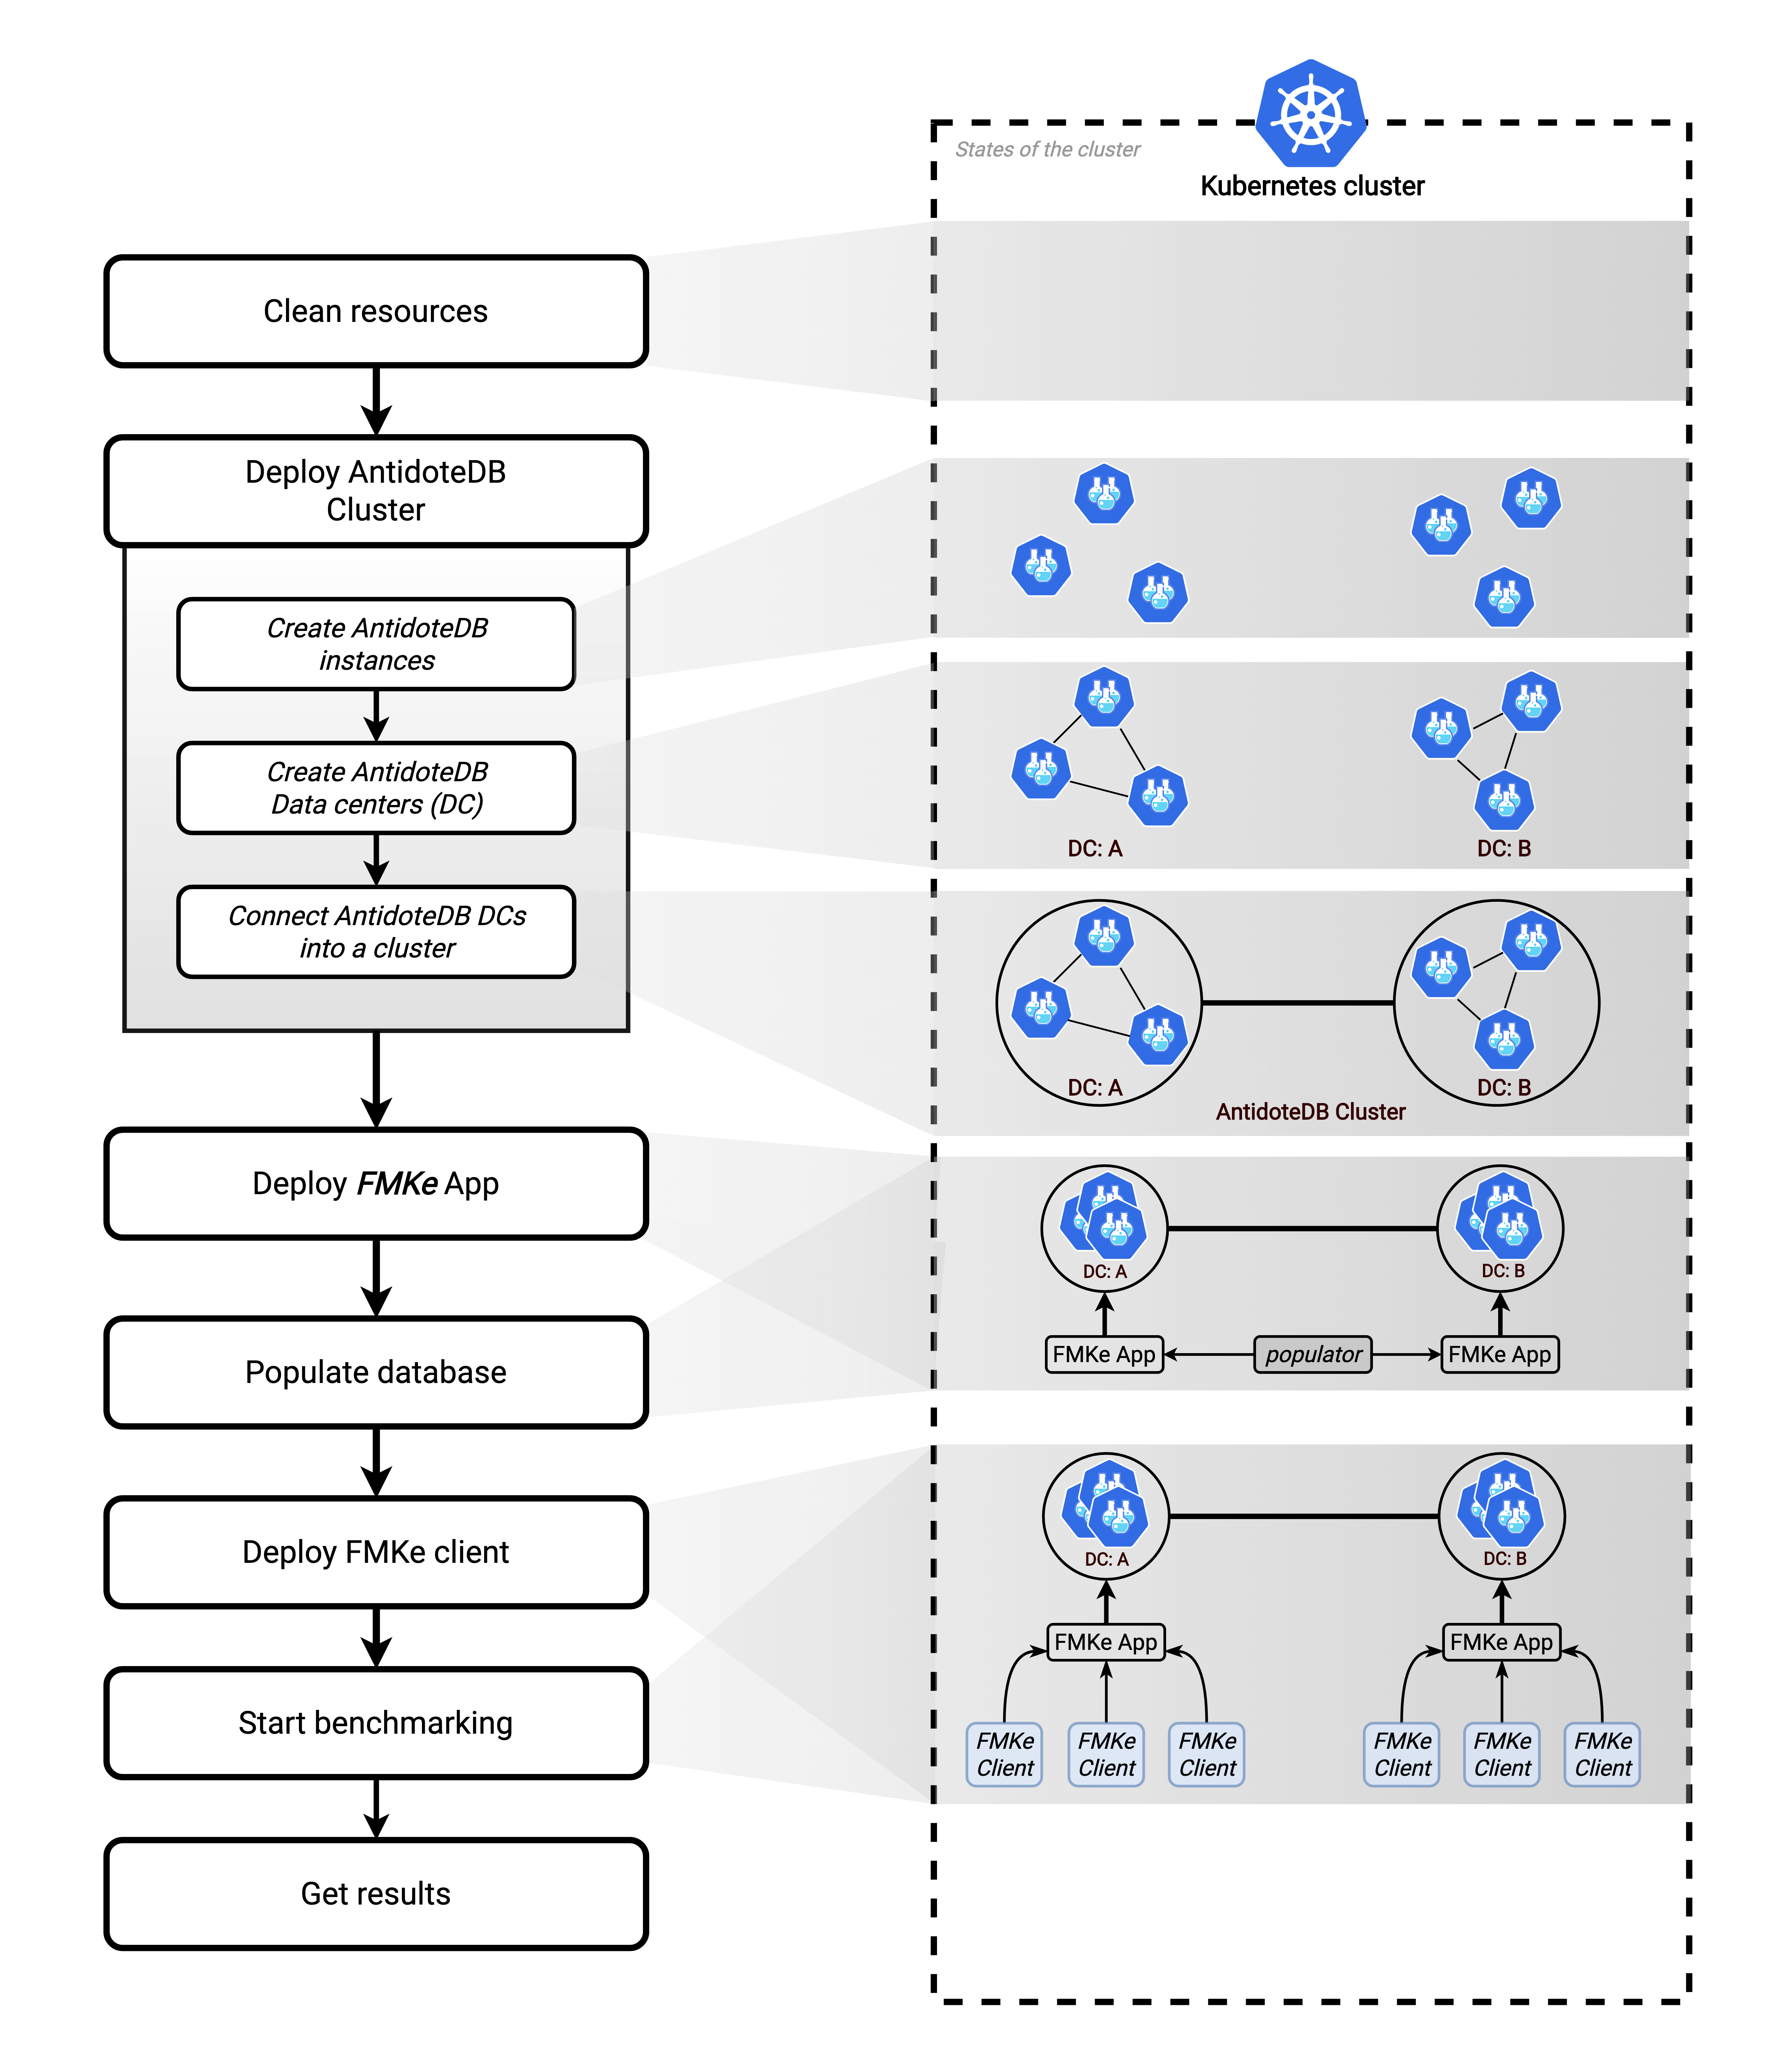 States of the cluster
Kubernetes cluster
Clean resources
Deploy AntidoteDB
Cluster
Create AntidoteDB
instances
Create AntidoteDB
Data centers (DC)
DC: A
DC: B
Connect AntidoteDB DCs
into a cluster
DC: A
DC: B
AntidoteDB Cluster
Deploy FMKe App
DC: A
DC: B
FMKe App
populator
FMKe App
Populate database
Deploy FMKe client
DC: A
DC: B
FMKe App
FMKe App
Start benchmarking
FMKe
Client
FMKe
Client
FMKe
Client
FMKe
Client
FMKe
Client
FMKe
Client
Get results